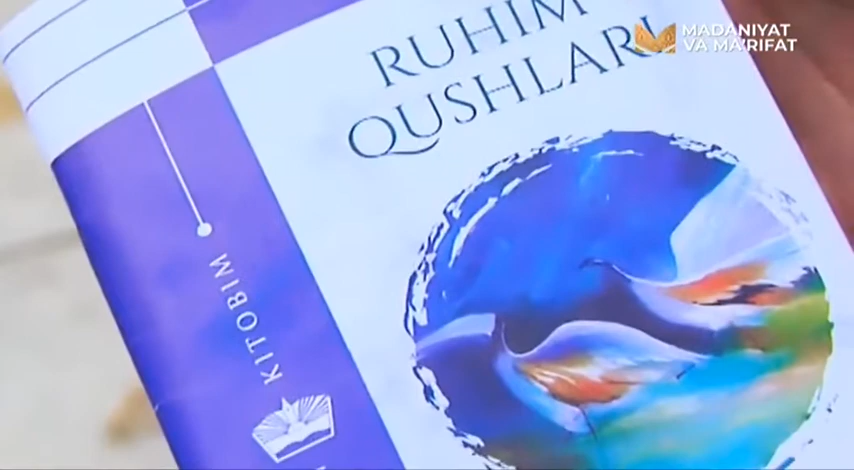 RUHIM
QUSHLARI
MADANIYAT
VA MA'RIFAT
KITOBIM